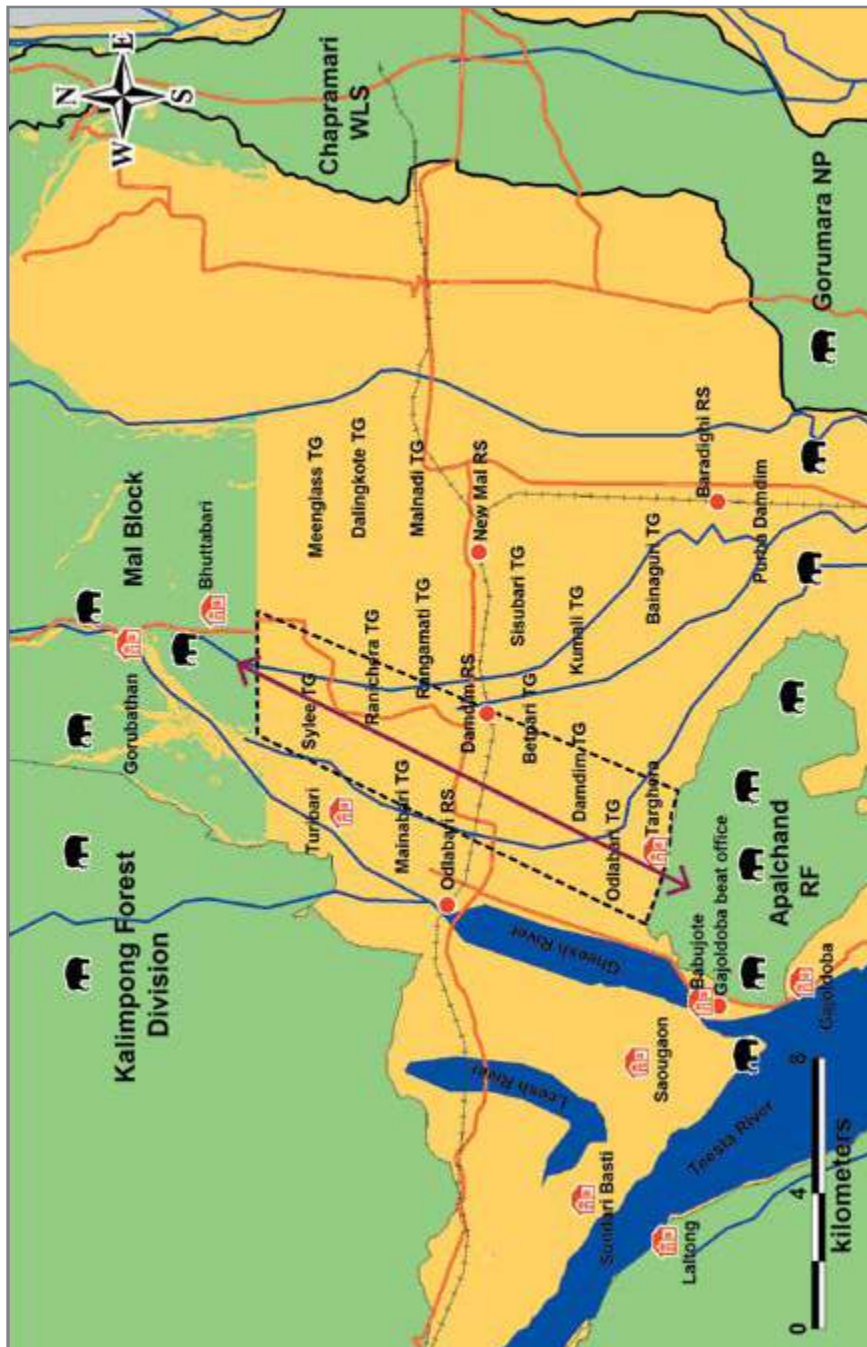 N
E
W
S
Kalimpong Forest
Division
Mal Block
Chapramari
WLS
Gorubathan
Bhuttabari
Turibari
Sylee TG
Meenglass TG
Ranichera TG
Dalingkote TG
Mainabari TG
Rangamati TG
Malnadi TG
Odlabari RS
Damdim RS
New Mal RS
Gheesh River
Leesh River
Betbari TG
Sisubari TG
Damdim TG
Kumali TG
Sundari Basti
Saougaon
Odlabari TG
Targhera
Bainaguri TG
Baradighi RS
Laltong
Teesta River
Babujote
Gajoldoba beat office
Purba Damdim
Apalchand
RF
Gajoldoba
Gorumara NP
0
4
8
kilometers